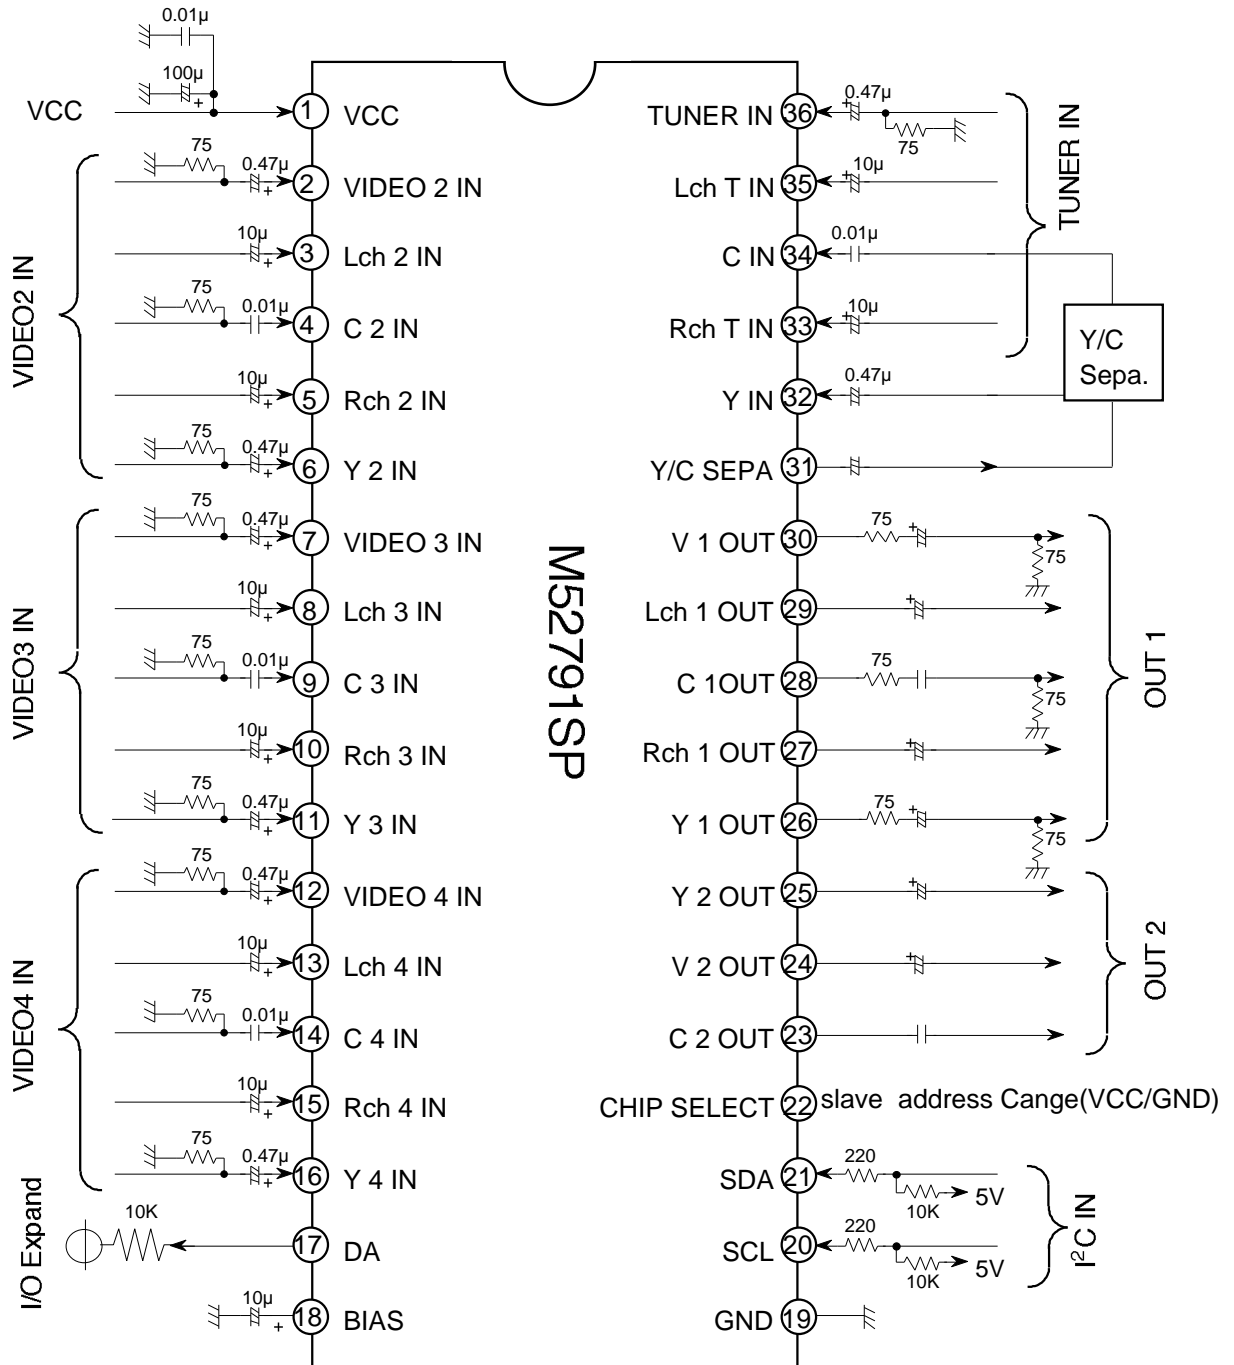 0.01µ
100µ
VCC
1 VCC
75
0.47µ
2 VIDEO 2 IN
10µ
3 Lch 2 IN
75
0.01µ
4 C 2 IN
10µ
5 Rch 2 IN
75
0.47µ
6 Y 2 IN
VIDEO2 IN
75
0.47µ
7 VIDEO 3 IN
10µ
8 Lch 3 IN
75
0.01µ
9 C 3 IN
10µ
10 Rch 3 IN
75
0.47µ
11 Y 3 IN
VIDEO3 IN
75
0.47µ
12 VIDEO 4 IN
10µ
13 Lch 4 IN
75
0.01µ
14 C 4 IN
10µ
15 Rch 4 IN
75
0.47µ
16 Y 4 IN
VIDEO4 IN
I/O Expand
10K
17 DA
10µ
18 BIAS
M52791SP
TUNER IN 36
0.47µ
75
Lch T IN 35
10µ
C IN 34
0.01µ
Rch T IN 33
10µ
Y IN 32
0.47µ
Y/C SEPA 31
TUNER IN
Y/C
Sepa.
V 1 OUT 30
75
75
Lch 1 OUT 29
C 1OUT 28
75
75
Rch 1 OUT 27
Y 1 OUT 26
75
75
OUT 1
Y 2 OUT 25
V 2 OUT 24
C 2 OUT 23
OUT 2
CHIP SELECT 22 slave address Cange(VCC/GND)
SDA 21
220
10K
5V
SCL 20
220
10K
5V
I²C IN
GND 19